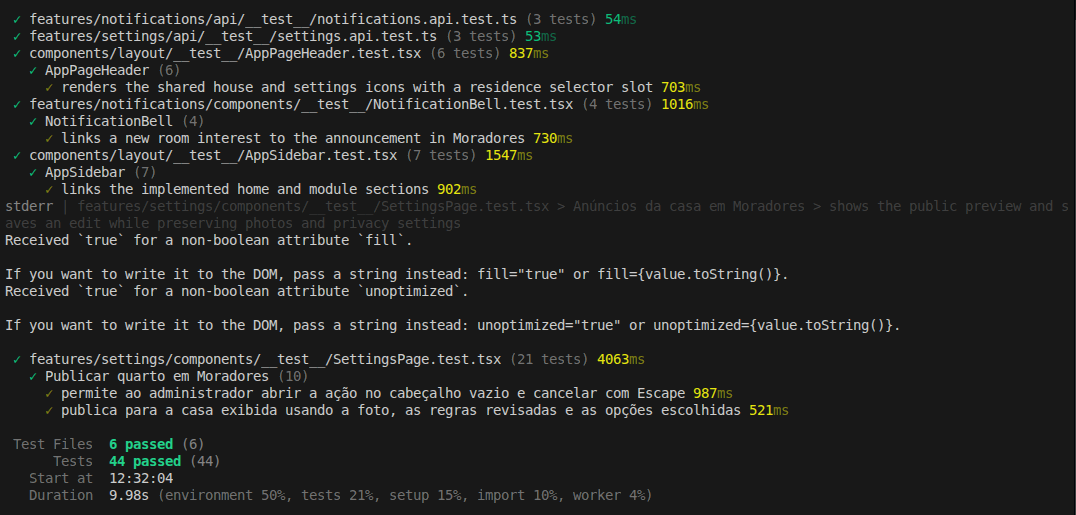 ✓ features/notifications/api/__test__/notifications.api.test.ts (3 tests) 54ms
✓ features/settings/api/__test__/settings.api.test.ts (3 tests) 53ms
✓ components/layout/__test__/AppPageHeader.test.tsx (6 tests) 837ms
✓ AppPageHeader (6)
✓ renders the shared house and settings icons with a residence selector slot 703ms
✓ features/notifications/components/__test__/NotificationBell.test.tsx (4 tests) 1016ms
✓ NotificationBell (4)
✓ links a new room interest to the announcement in Moradores 730ms
✓ components/layout/__test__/AppSidebar.test.tsx (7 tests) 1547ms
✓ AppSidebar (7)
✓ links the implemented home and module sections 902ms
stderr | features/settings/components/__test__/SettingsPage.test.tsx > Anúncios da casa em Moradores > shows the public preview and s
aves an edit while preserving photos and privacy settings
Received `true` for a non-boolean attribute `fill`.
If you want to write it to the DOM, pass a string instead: fill="true" or fill={value.toString()}.
Received `true` for a non-boolean attribute `unoptimized`.
If you want to write it to the DOM, pass a string instead: unoptimized="true" or unoptimized={value.toString()}.
✓ features/settings/components/__test__/SettingsPage.test.tsx (21 tests) 4063ms
✓ Publicar quarto em Moradores (10)
✓ permite ao administrador abrir a ação no cabeçalho vazio e cancelar com Escape 987ms
✓ publica para a casa exibida usando a foto, as regras revisadas e as opções escolhidas 521ms
Test Files 6 passed (6)
Tests 44 passed (44)
Start at 12:32:04
Duration 9.98s (environment 50%, tests 21%, setup 15%, import 10%, worker 4%)